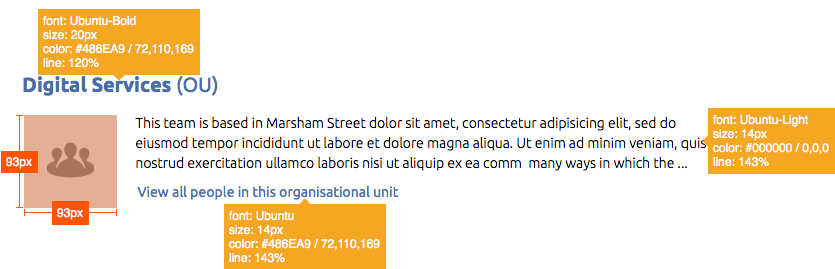 font: Ubuntu-Bold
size: 20px
color: #486EA9 / 72,110,169
line: 120%
Digital Services (OU)
This team is based in Marsham Street dolor sit amet, consectetur adipisicing elit, sed do
eiusmod tempor incididunt ut labore et dolore magna aliqua. Ut enim ad minim veniam, quis
nostrud exercitation ullamco laboris nisi ut aliquip ex ea comm  many ways in which the ...
font: Ubuntu-Light
size: 14px
color: #000000 / 0,0,0
line: 143%
93px
93px
View all people in this organisational unit
font: Ubuntu
size: 14px
color: #486EA9 / 72,110,169
line: 143%